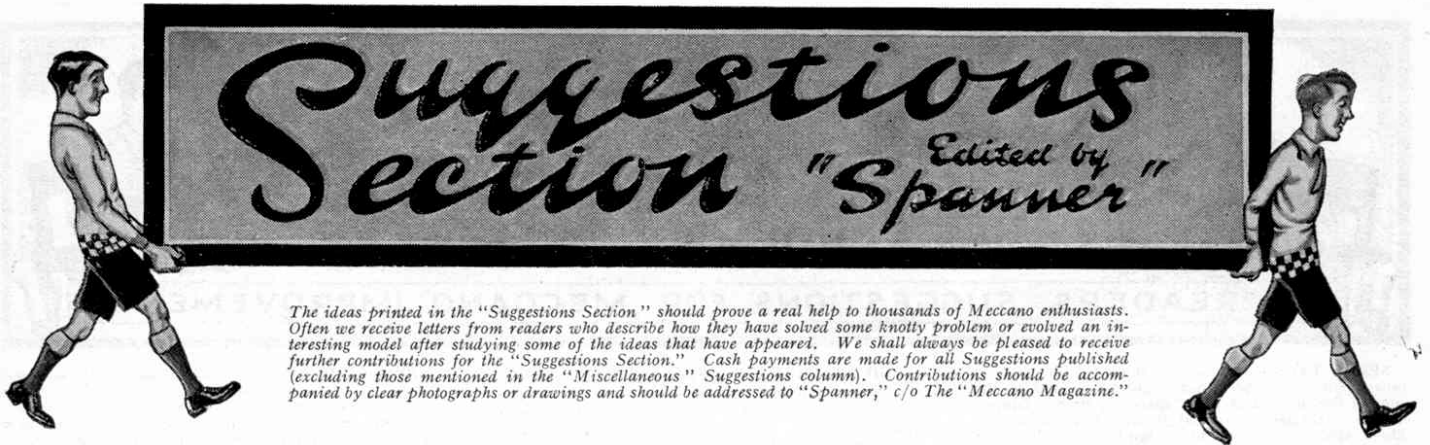 Suggestions
Section
Edited by
"Spanner"
The ideas printed in the "Suggestions Section" should prove a real help to thousands of Meccano enthusiasts.
Often we receive letters from readers who describe how they have solved some knotty problem or evolved an in-
teresting model after studying some of the ideas that have appeared. We shall always be pleased to receive
further contributions for the "Suggestions Section." Cash payments are made for all Suggestions published
(excluding those mentioned in the "Miscellaneous" Suggestions column). Contributions should be accom-
panied by clear photographs or drawings and should be addressed to "Spanner," c/o The "Meccano Magazine."